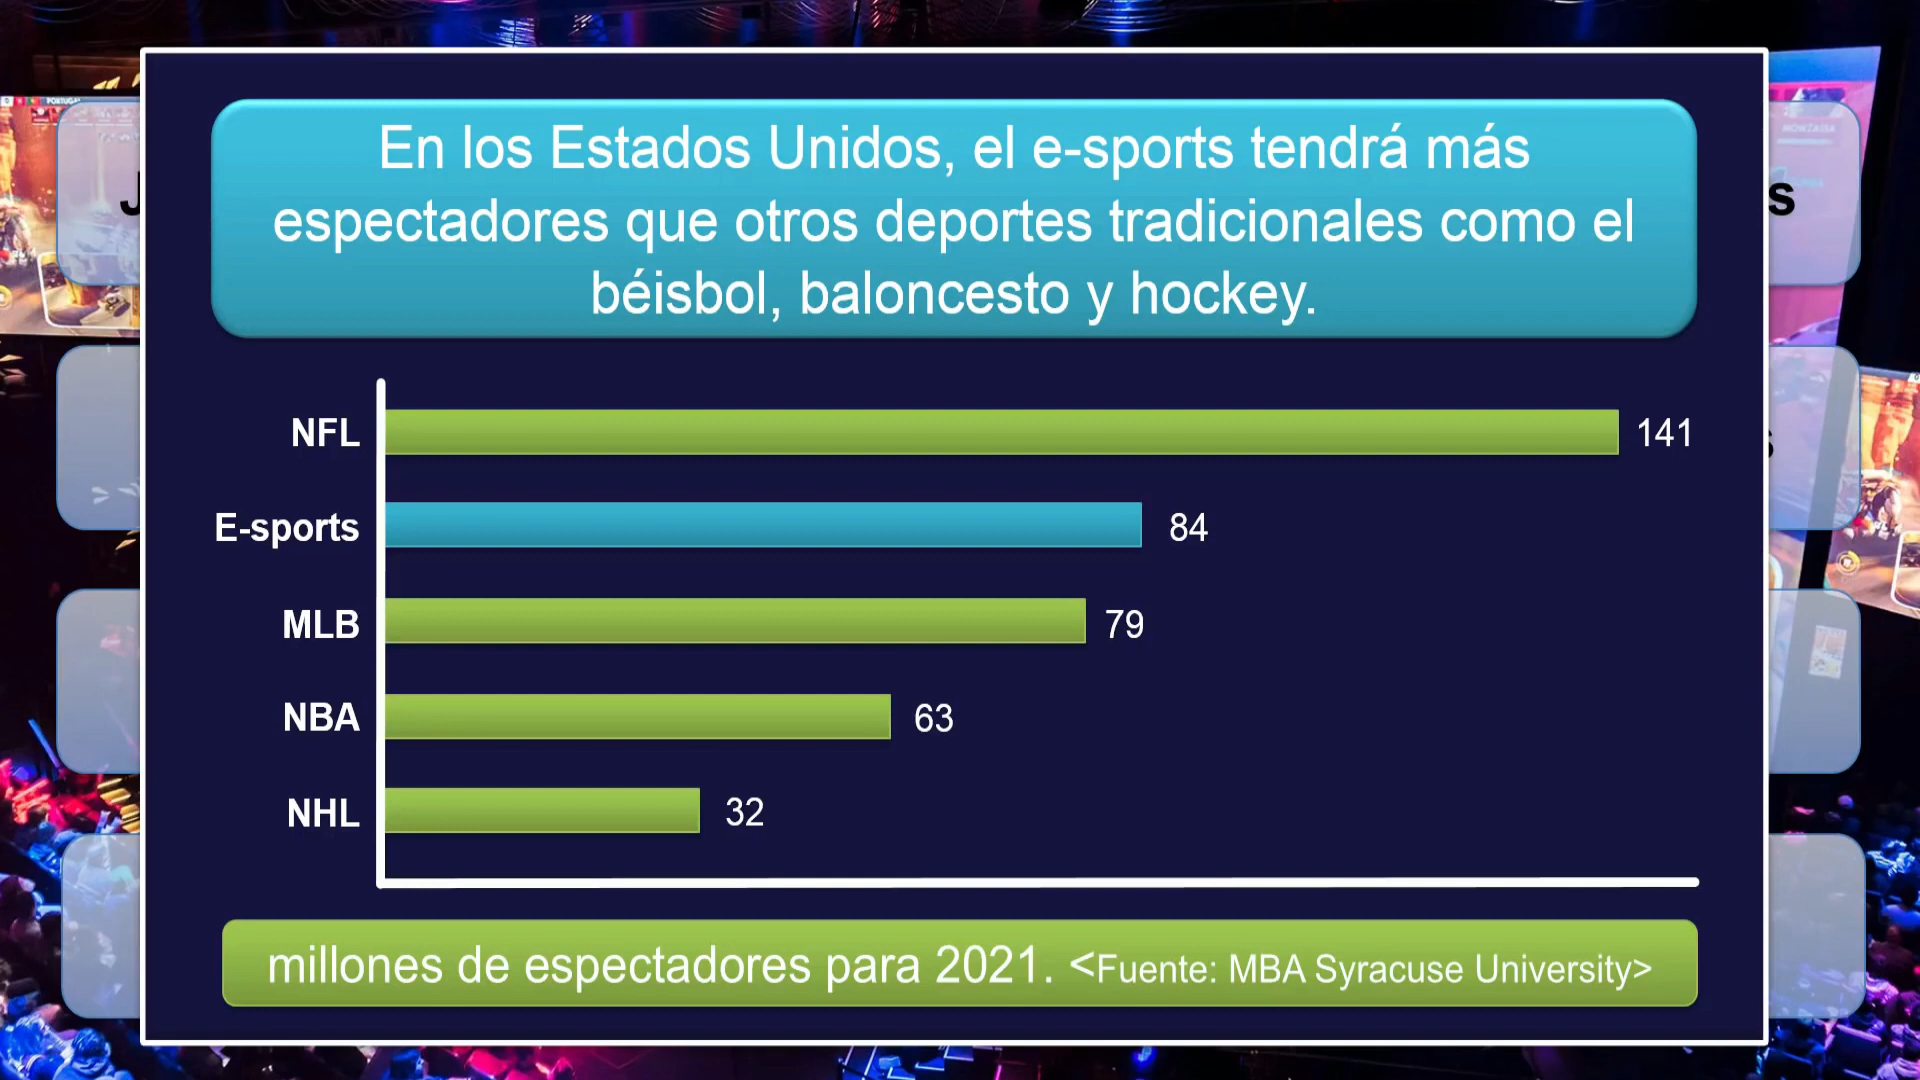 En los Estados Unidos, el e-sports tendrá más
espectadores que otros deportes tradicionales como el
béisbol, baloncesto y hockey.
NFL 141
E-sports 84
MLB 79
NBA 63
NHL 32
millones de espectadores para 2021. <Fuente: MBA Syracuse University>
PORTUGAL